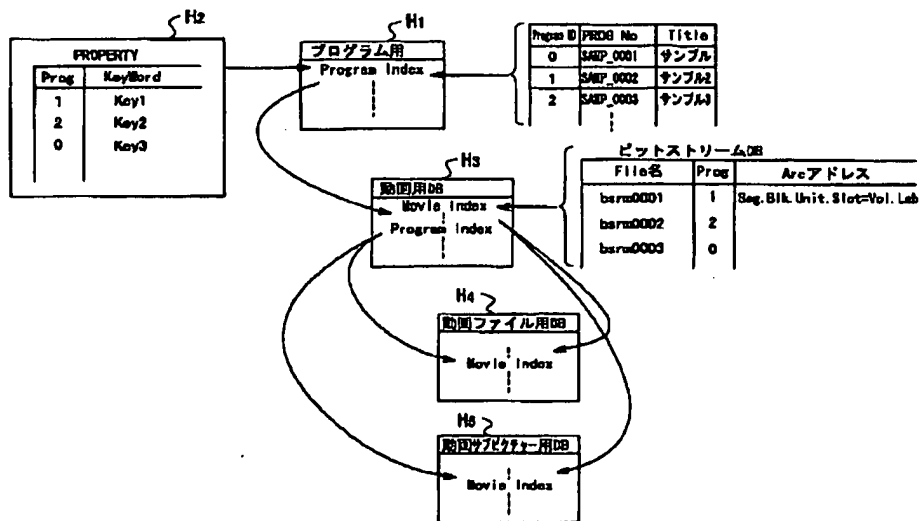 H2
PROPERTY
Prog KeyWord
1 Key1
2 Key2
0 Key3
H1
プログラム用
Program Index
Program ID PROG No Title
0 SAMP_0001 サンプル
1 SAMP_0002 サンプル2
2 SAMP_0003 サンプル3
H3
動画用DB
Movie Index
Program Index
ビットストリームDB
File名 Prog Arcアドレス
bsrm0001 1 Seg.Blk.Unit.Slot=Vol.Lab
bsrm0002 2
bsrm0003 0
H4
動画ファイル用DB
Movie Index
H5
動画サブピクチャー用DB
Movie Index